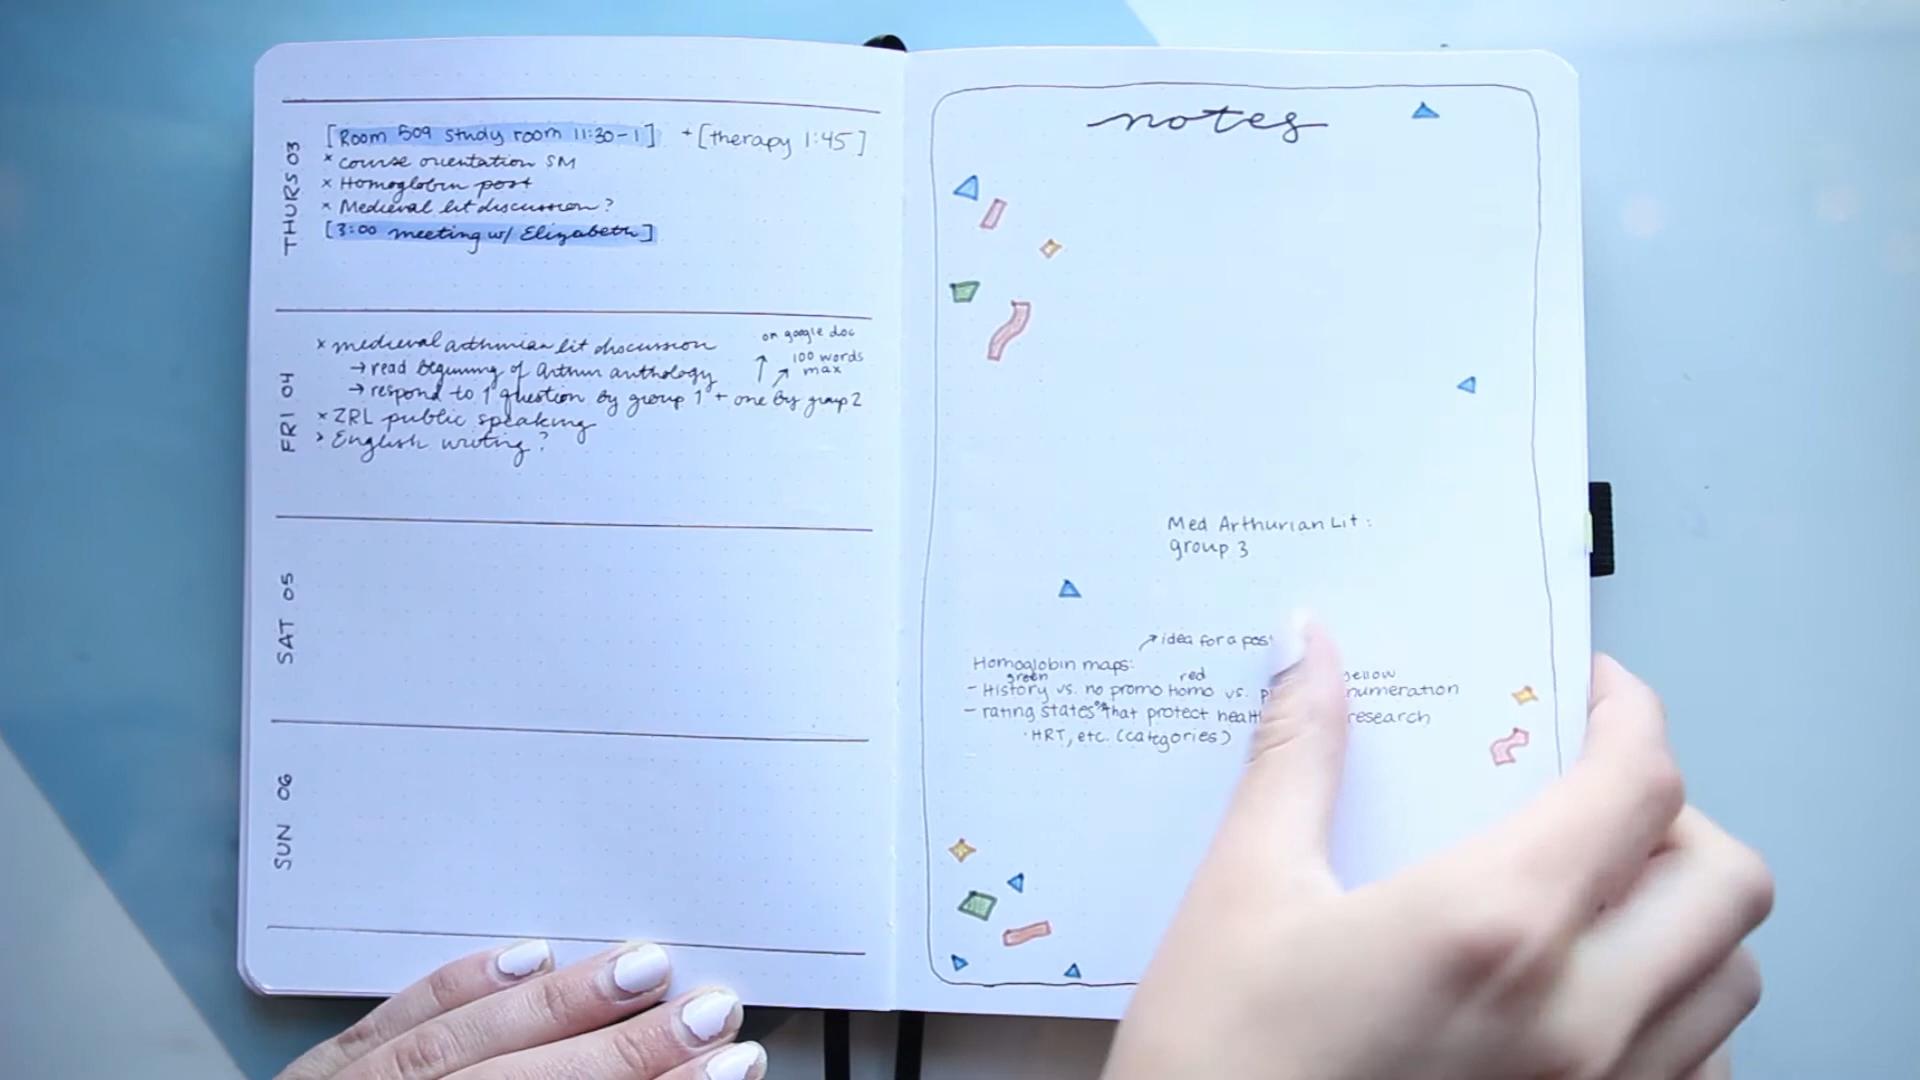 THURS 03
[Room 509 study room 11:30-1] + [therapy 1:45]
x course orientation SM
x Homoglobin post
x Medieval lit discussion?
[3:00 meeting w/ Elizabeth]
FRI 04
x medieval arthurian lit discussion
on google doc
→ read beginning of Arthur anthology
100 words max
→ respond to 1 question by group 1 + one by group 2
x ZRL public speaking
> English writing?
SAT 05
SUN 06
notes
Med Arthurian Lit:
group 3
↗ idea for a
Homoglobin maps:
green red yellow
- History vs. no promo homo vs. numeration
- rating states that protect research
· HRT, etc. (categories)